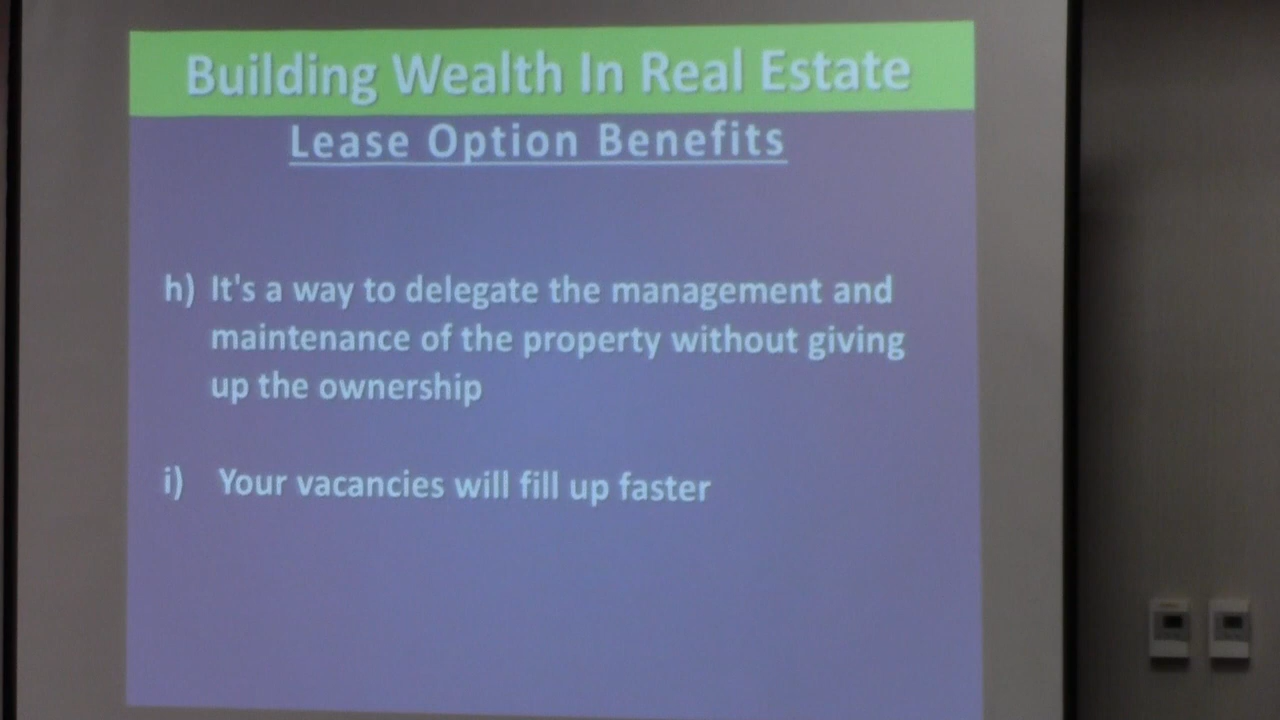 Building Wealth In Real Estate
Lease Option Benefits
h) It's a way to delegate the management and
maintenance of the property without giving
up the ownership
i) Your vacancies will fill up faster